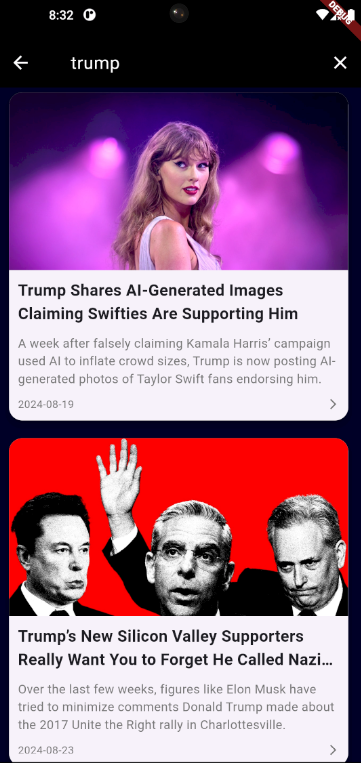 8:32
DEBUG
trump
Trump Shares AI-Generated Images
Claiming Swifties Are Supporting Him
A week after falsely claiming Kamala Harris’ campaign
used AI to inflate crowd sizes, Trump is now posting AI-
generated photos of Taylor Swift fans endorsing him.
2024-08-19
Trump’s New Silicon Valley Supporters
Really Want You to Forget He Called Nazi…
Over the last few weeks, figures like Elon Musk have
tried to minimize comments Donald Trump made about
the 2017 Unite the Right rally in Charlottesville.
2024-08-23